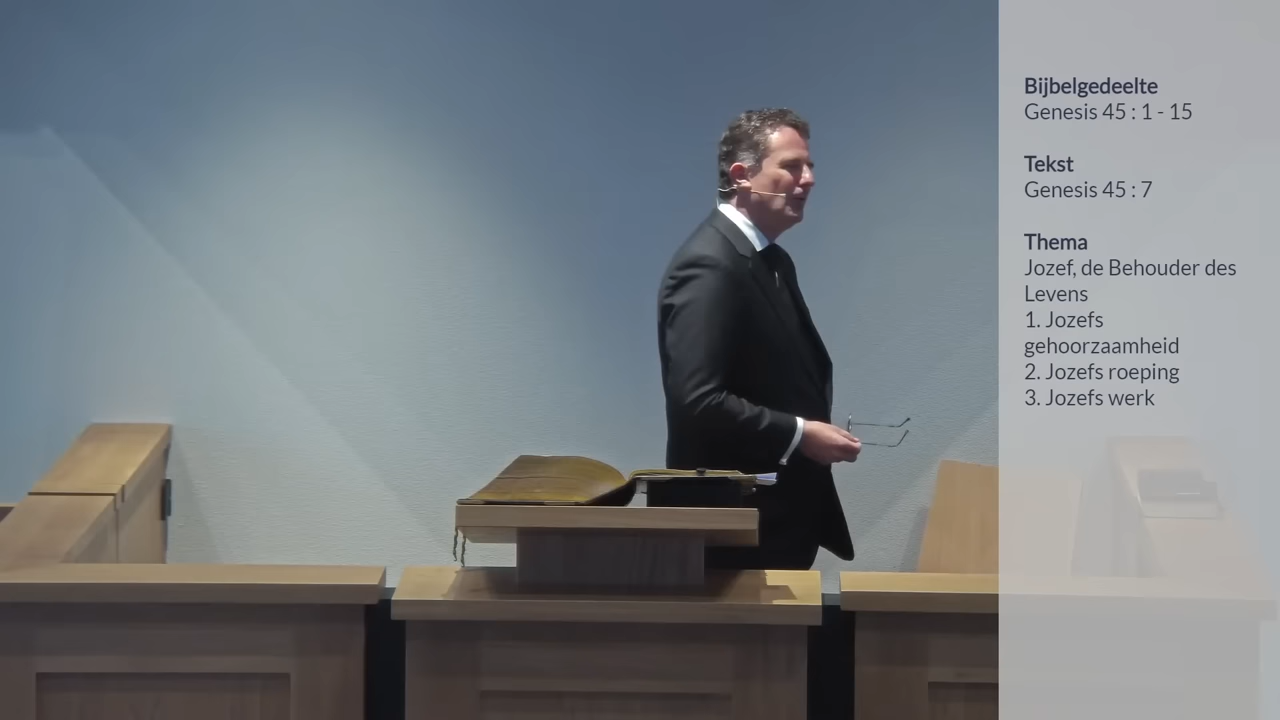 Bijbelgedeelte
Genesis 45 : 1 - 15
Tekst
Genesis 45 : 7
Thema
Jozef, de Behouder des
Levens
1. Jozefs
gehoorzaamheid
2. Jozefs roeping
3. Jozefs werk